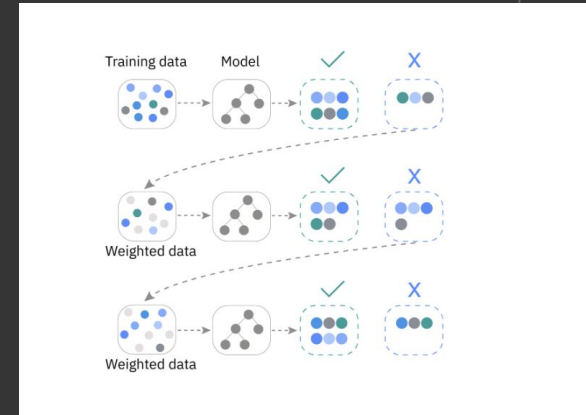 Training data Model ✓ X
✓ X
Weighted data
✓ X
Weighted data